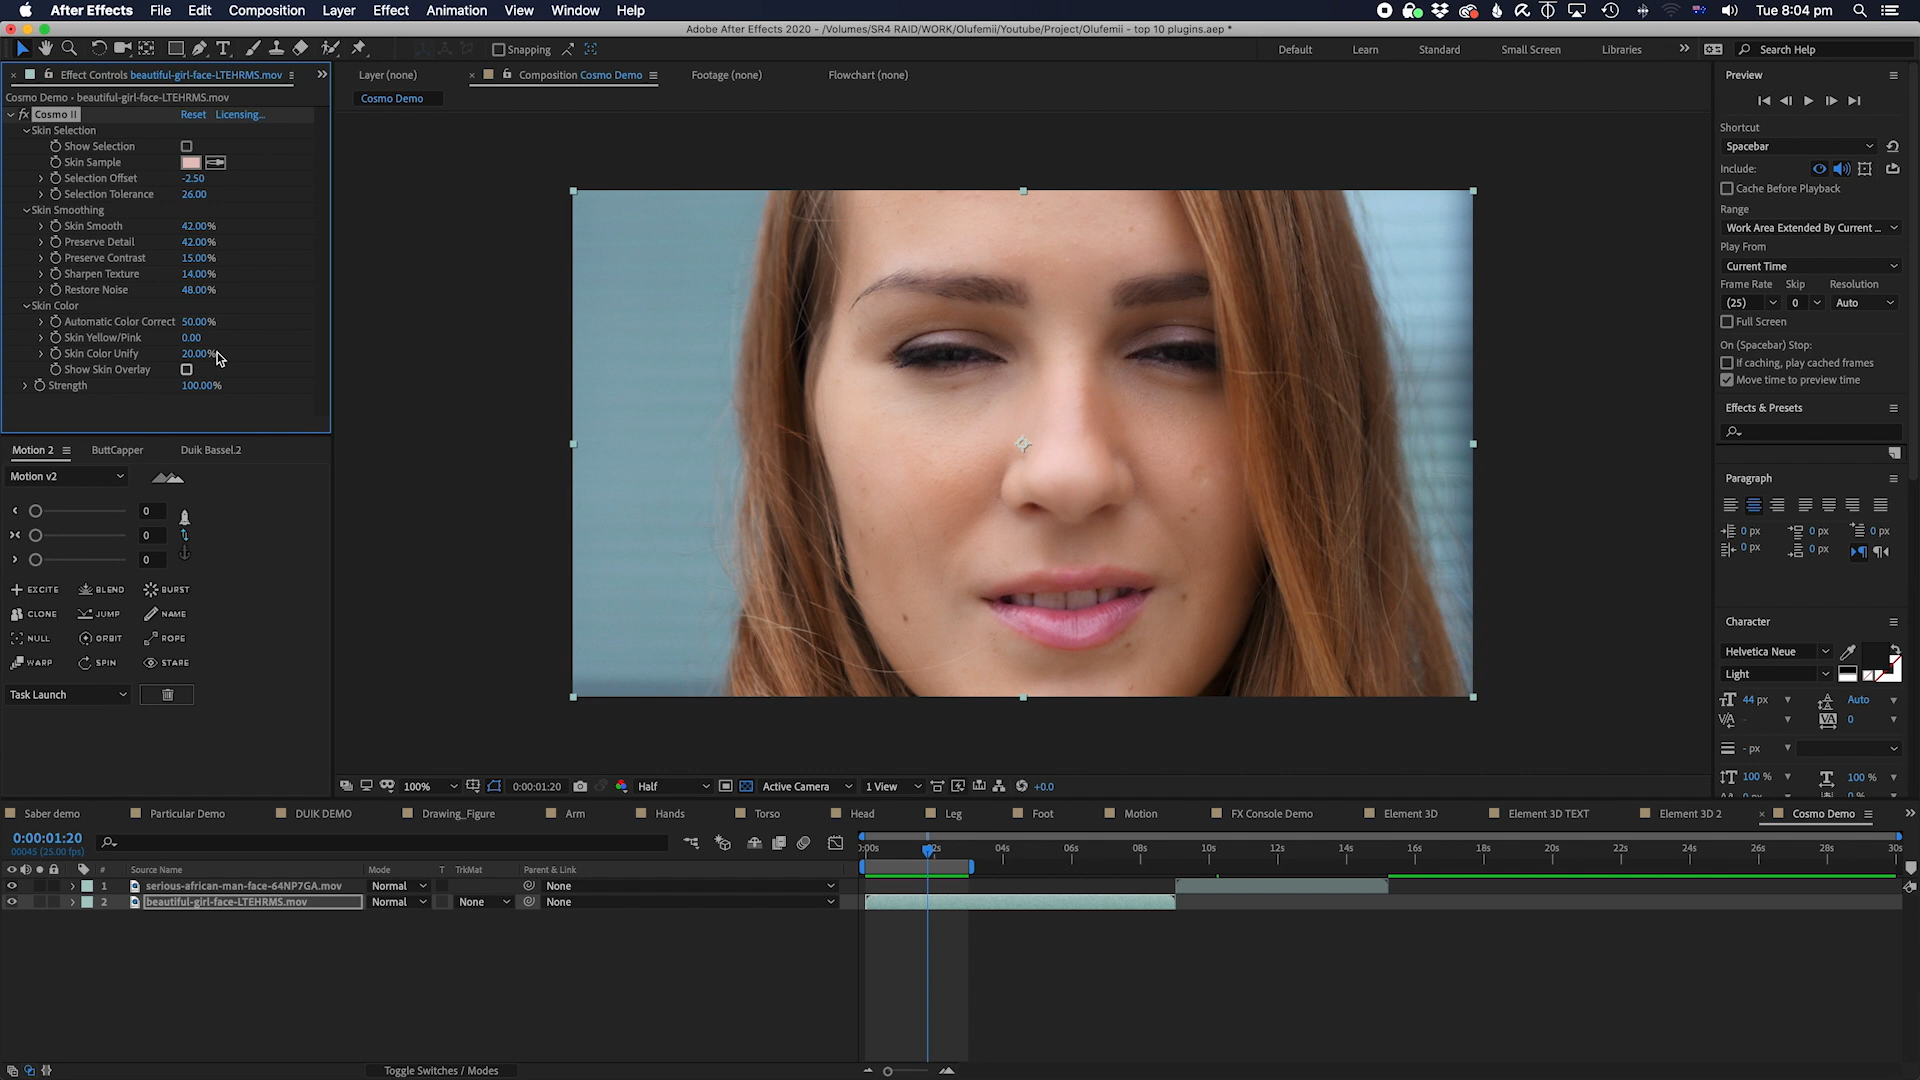 After Effects File Edit Composition Layer Effect Animation View Window Help Tue 8:04 pm
Adobe After Effects 2020 - /Volumes/SR4 RAID/WORK/Olufemii/Youtube/Project/Olufemii - top 10 plugins.aep *
Snapping Default Learn Standard Small Screen Libraries Search Help
Effect Controls beautiful-girl-face-LTEHRMS.mov
Cosmo Demo · beautiful-girl-face-LTEHRMS.mov
fx Cosmo II Reset Licensing...
Skin Selection
Show Selection
Skin Sample
Selection Offset -2.50
Selection Tolerance 26.00
Skin Smoothing
Skin Smooth 42.00%
Preserve Detail 42.00%
Preserve Contrast 15.00%
Sharpen Texture 14.00%
Restore Noise 48.00%
Skin Color
Automatic Color Correct 50.00%
Skin Yellow/Pink 0.00
Skin Color Unify 20.00%
Show Skin Overlay
Strength 100.00%
Motion 2 ButtCapper Duik Bassel.2
Motion v2
0
0
0
EXCITE BLEND BURST
CLONE JUMP NAME
NULL ORBIT ROPE
WARP SPIN STARE
Task Launch
Layer (none) Composition Cosmo Demo Footage (none) Flowchart (none)
Cosmo Demo
100% 0:00:01:20 Half Active Camera 1 View +0.0
Preview
Shortcut
Spacebar
Include:
Cache Before Playback
Range
Work Area Extended By Current ...
Play From
Current Time
Frame Rate Skip Resolution
(25) 0 Auto
Full Screen
On (Spacebar) Stop:
If caching, play cached frames
Move time to preview time
Effects & Presets
Paragraph
0 px 0 px 0 px
0 px 0 px
Character
Helvetica Neue
Light
44 px Auto
VA - VA 0
- px
100 % 100 %
Saber demo Particular Demo DUIK DEMO Drawing_Figure Arm Hands Torso Head Leg Foot Motion FX Console Demo Element 3D Element 3D TEXT Element 3D 2 Cosmo Demo
0:00:01:20
00045 (25.00 fps)
:00s 2s 04s 06s 08s 10s 12s 14s 16s 18s 20s 22s 24s 26s 28s 30s
# Source Name Mode T TrkMat Parent & Link
1 serious-african-man-face-64NP7GA.mov Normal None
2 beautiful-girl-face-LTEHRMS.mov Normal None None
Toggle Switches / Modes